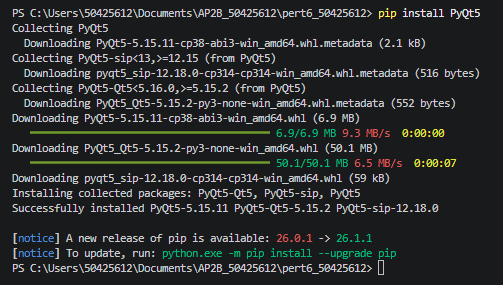 PS C:\Users\50425612\Documents\AP2B_50425612\pert6_50425612> pip install PyQt5
Collecting PyQt5
Downloading PyQt5-5.15.11-cp38-abi3-win_amd64.whl.metadata (2.1 kB)
Collecting PyQt5-sip<13,>=12.15 (from PyQt5)
Downloading pyqt5_sip-12.18.0-cp314-cp314-win_amd64.whl.metadata (516 bytes)
Collecting PyQt5-Qt5<5.16.0,>=5.15.2 (from PyQt5)
Downloading PyQt5_Qt5-5.15.2-py3-none-win_amd64.whl.metadata (552 bytes)
Downloading PyQt5-5.15.11-cp38-abi3-win_amd64.whl (6.9 MB)
6.9/6.9 MB 9.3 MB/s 0:00:00
Downloading PyQt5_Qt5-5.15.2-py3-none-win_amd64.whl (50.1 MB)
50.1/50.1 MB 6.5 MB/s 0:00:07
Downloading pyqt5_sip-12.18.0-cp314-cp314-win_amd64.whl (59 kB)
Installing collected packages: PyQt5-Qt5, PyQt5-sip, PyQt5
Successfully installed PyQt5-5.15.11 PyQt5-Qt5-5.15.2 PyQt5-sip-12.18.0
[notice] A new release of pip is available: 26.0.1 -> 26.1.1
[notice] To update, run: python.exe -m pip install --upgrade pip
PS C:\Users\50425612\Documents\AP2B_50425612\pert6_50425612>